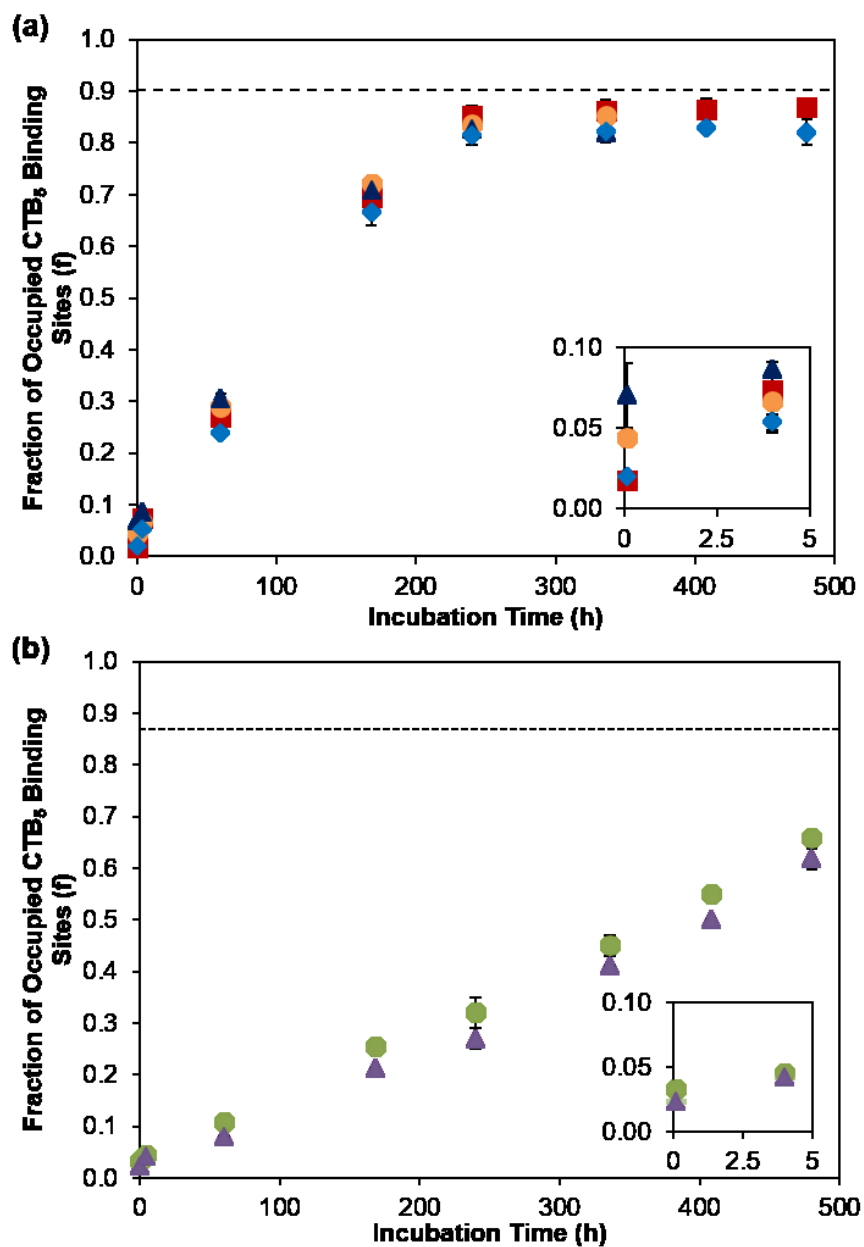 (a)
1.0
0.9
0.8
0.7
0.6
0.5
0.4
0.3
0.2
0.1
0.0
Fraction of Occupied CTB₅ Binding
Sites (f)
0.10
0.05
0.00
0 2.5 5
0 100 200 300 400 500
Incubation Time (h)
(b)
1.0
0.9
0.8
0.7
0.6
0.5
0.4
0.3
0.2
0.1
0.0
Fraction of Occupied CTB₅ Binding
Sites (f)
0.10
0.05
0.00
0 2.5 5
0 100 200 300 400 500
Incubation Time (h)